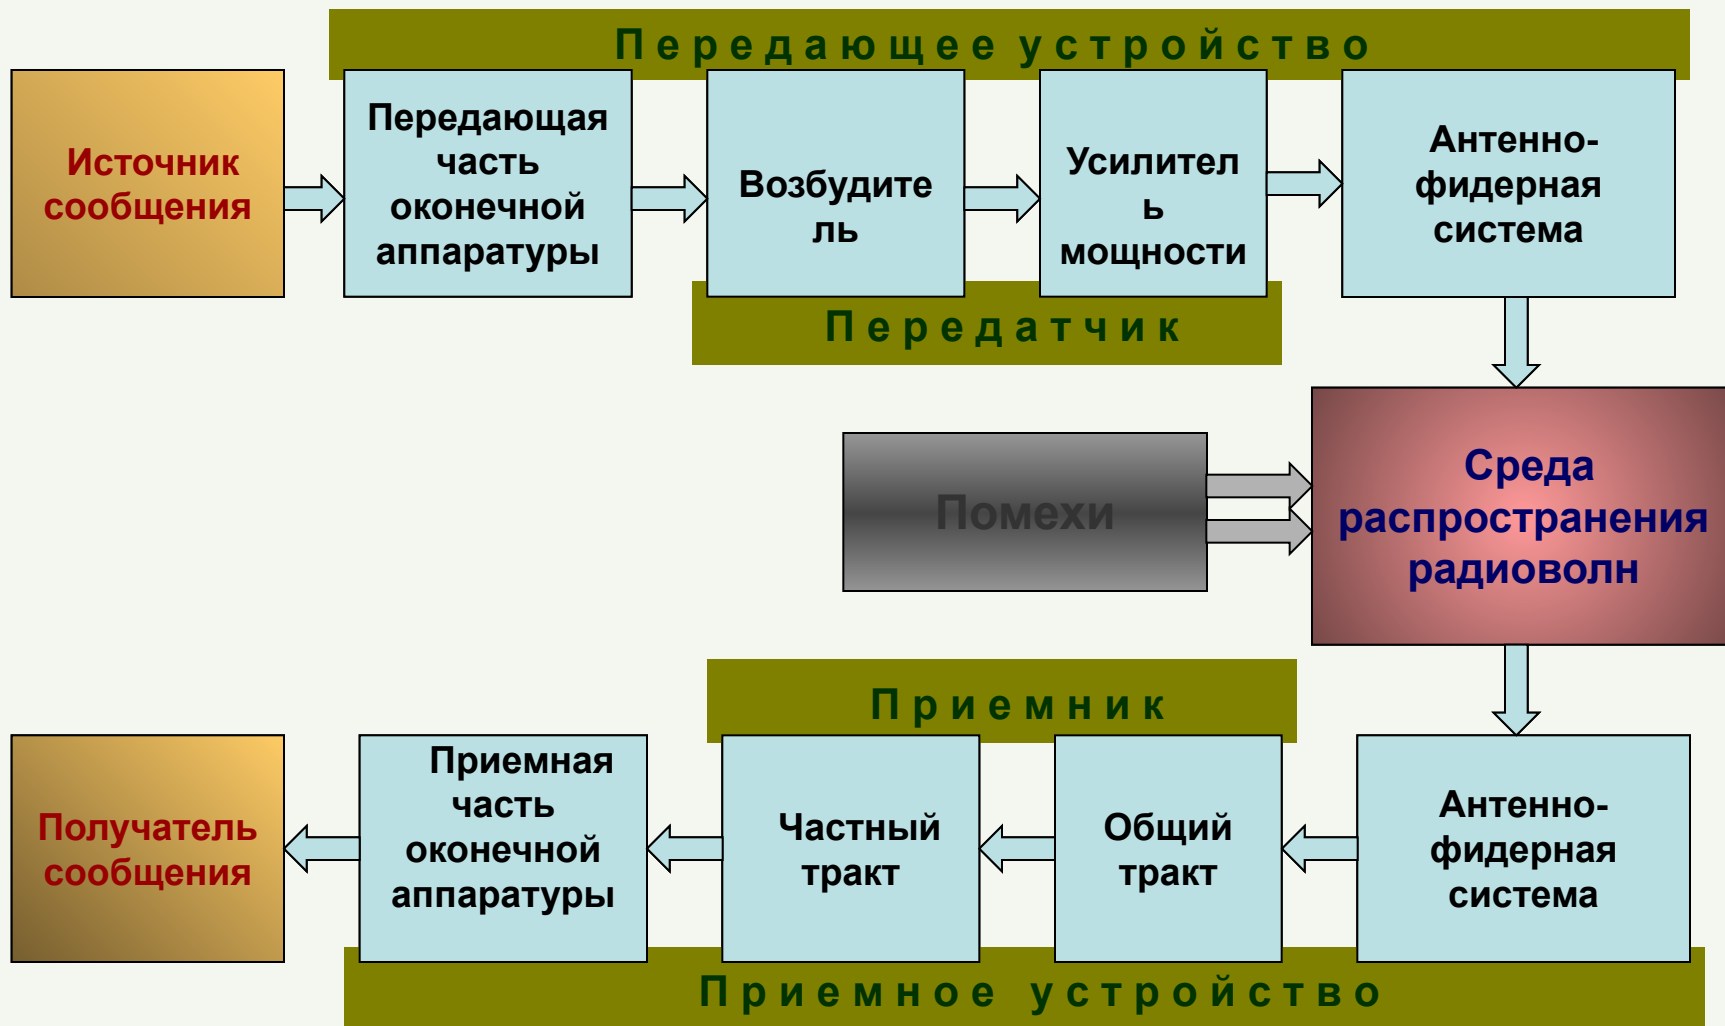 Передающее устройство
Источник
сообщения
Передающая
часть
оконечной
аппаратуры
Возбудите
ль
Усилител
ь
мощности
Антенно-
фидерная
система
Передатчик
Помехи
Среда
распространения
радиоволн
Приемник
Получатель
сообщения
Приемная
часть
оконечной
аппаратуры
Частный
тракт
Общий
тракт
Антенно-
фидерная
система
Приемное устройство